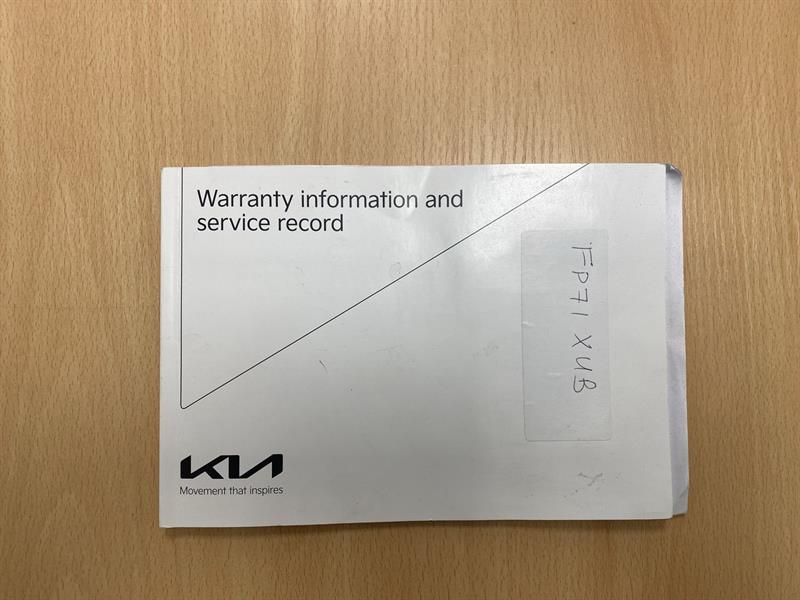 Warranty information and
service record
FP71 XUB
KIA
Movement that inspires